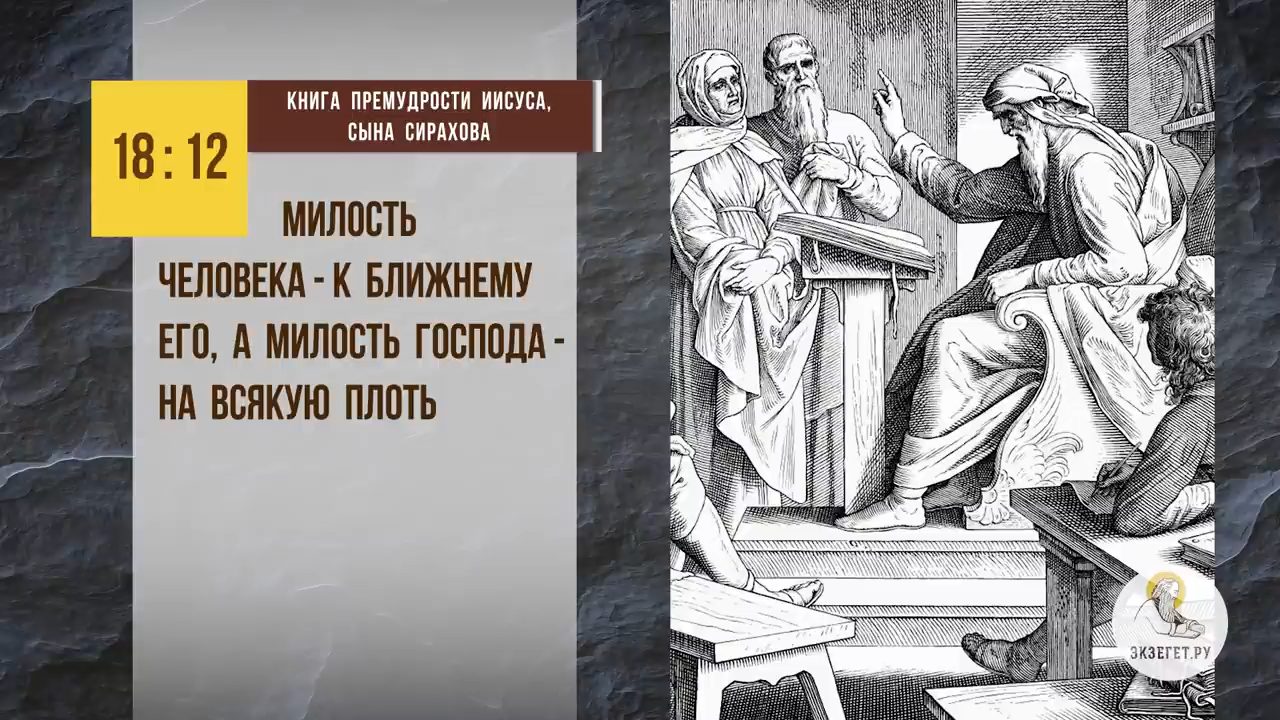 КНИГА ПРЕМУДРОСТИ ИИСУСА,
СЫНА СИРАХОВА
18:12
МИЛОСТЬ
ЧЕЛОВЕКА - К БЛИЖНЕМУ
ЕГО, А МИЛОСТЬ ГОСПОДА -
НА ВСЯКУЮ ПЛОТЬ
ЭКЗЕГЕТ.РУ